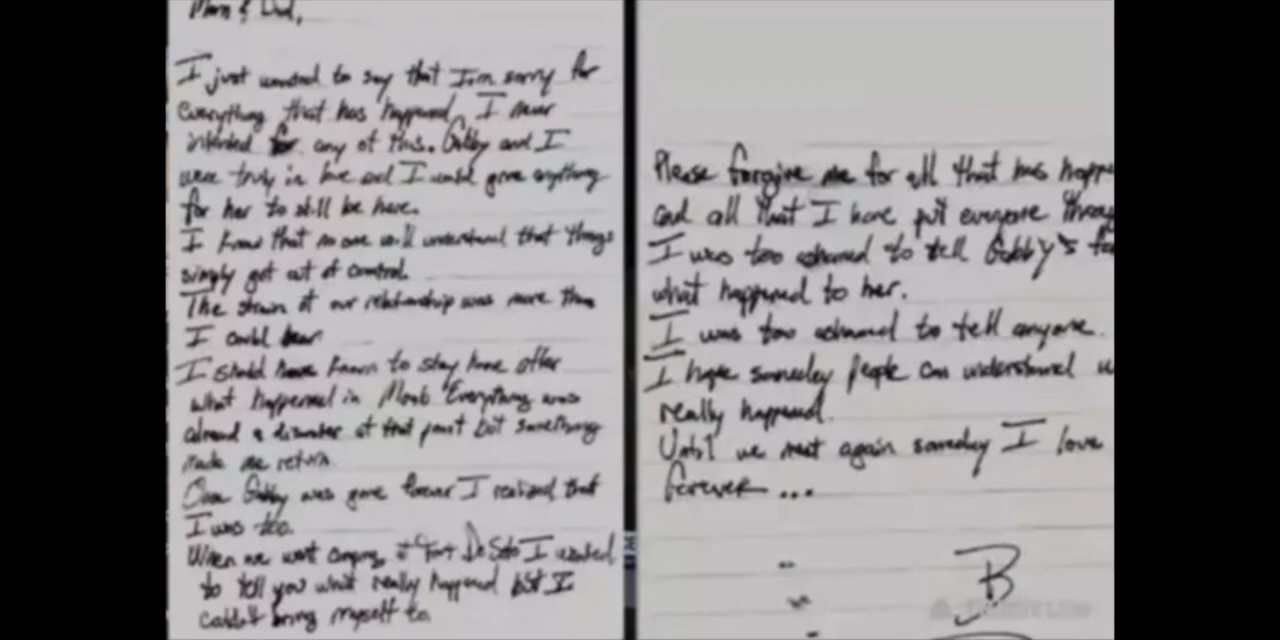 Mom & Dad,
I just wanted to say that I'm sorry for
everything that has happened, I never
intended for any of this. Gabby and I
were truly in love and I would give anything
for her to still be here.
I know that no one will understand that things
simply got out of control.
The strain of our relationship was more than
I could bear
I should have known to stay home after
what happened in Moab Everything was
already a disaster at that point but something
made me return.
Once Gabby was gone forever I realized that
I was too.
When we went camping at Fort De Soto I wanted
to tell you what really happened but I
couldn't bring myself to.
Please forgive me for all that has happe
and all that I have put everyone throug
I was too ashamed to tell Gabby's fa
what happened to her.
I was too ashamed to tell anyone.
I hope someday people can understand w
really happened.
Until we meet again someday I love
forever...
B